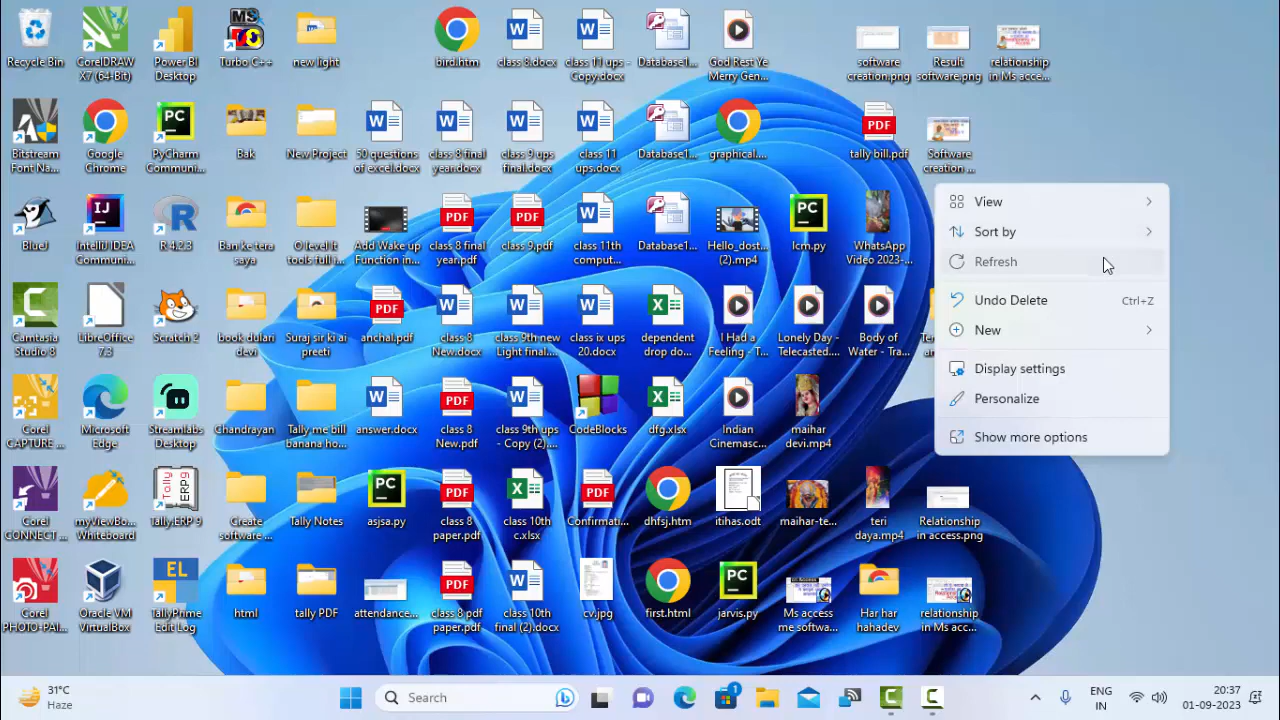 Recycle Bin
CorelDRAW
X7 (64-Bit)
Power BI
Desktop
Turbo C++
new light
bird.htm
class 8.docx
class 11 ups -
Copy.docx
Database1...
God Rest Ye
Merry Gen...
software
creation.png
Result
software.png
relationship
in Ms acce...
Bitstream
Font Na...
Google
Chrome
PyCharm
Communi...
Bak
New Project
50 questions
of excel.docx
class 8 final
year.docx
class 9 ups
final.docx
class 11
ups.docx
Database1...
graphical....
tally bill.pdf
Software
creation ...
BlueJ
IntelliJ IDEA
Communi...
R 4.2.3
Ban ke tera
saya
O level it
tools full i...
Add Wake up
Function in...
class 8 final
year.pdf
class 9.pdf
class 11th
comput...
Database1...
Hello_dost...
(2).mp4
lcm.py
WhatsApp
Video 2023-...
Camtasia
Studio 8
LibreOffice
7.3
Scratch 2
book dulari
devi
Suraj sir ki ai
preeti
anchal.pdf
class 8
New.docx
class 9th new
Light final....
class ix ups
20.docx
dependent
drop do...
I Had a
Feeling - T...
Lonely Day -
Telecasted....
Body of
Water - Tra...
Corel
CAPTURE ...
Microsoft
Edge
Streamlabs
Desktop
Chandrayan
Tally me bill
banana ho...
answer.docx
class 8
New.pdf
class 9th ups
- Copy (2)....
CodeBlocks
dfg.xlsx
Indian
Cinemasc...
maihar
devi.mp4
Corel
CONNECT ...
myViewBo...
Whiteboard
Tally.ERP 9
Create
software ...
Tally Notes
asjsa.py
class 8
paper.pdf
class 10th
c.xlsx
Confirmati...
dhfsj.htm
itihas.odt
maihar-te...
teri
daya.mp4
Relationship
in access.png
Corel
PHOTO-PAI...
Oracle VM
VirtualBox
TallyPrime
Edit Log
html
tally PDF
attendance...
class 8 pdf
paper.pdf
class 10th
final (2).docx
cv.jpg
first.html
jarvis.py
Ms access
me softwa...
Har har
hahadev
relationship
in Ms acc...
View
Sort by
Refresh
Undo Delete Ctrl+Z
New
Display settings
Personalize
Show more options
31°C
Haze
Search
1
ENG
IN
20:37
01-09-2023